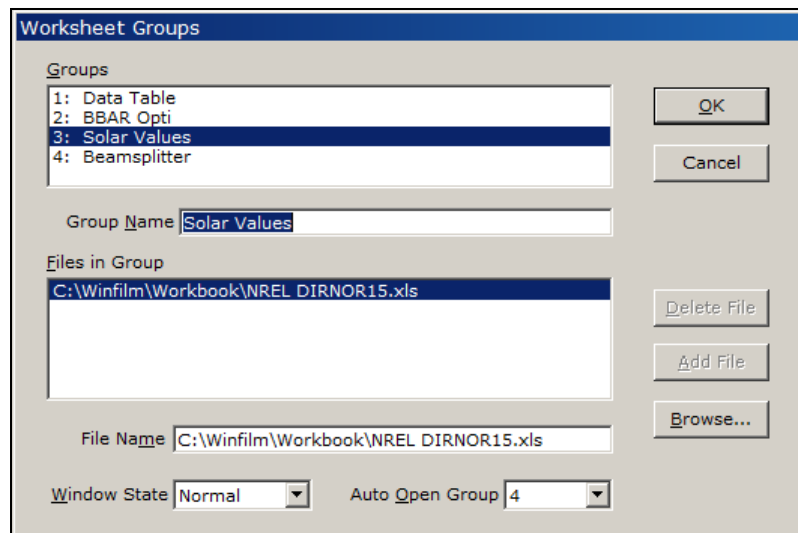 Worksheet Groups
Groups
1: Data Table
2: BBAR Opti
3: Solar Values
4: Beamsplitter
OK
Cancel
Group Name Solar Values
Files in Group
C:\Winfilm\Workbook\NREL DIRNOR15.xls
Delete File
Add File
Browse...
File Name C:\Winfilm\Workbook\NREL DIRNOR15.xls
Window State Normal Auto Open Group 4